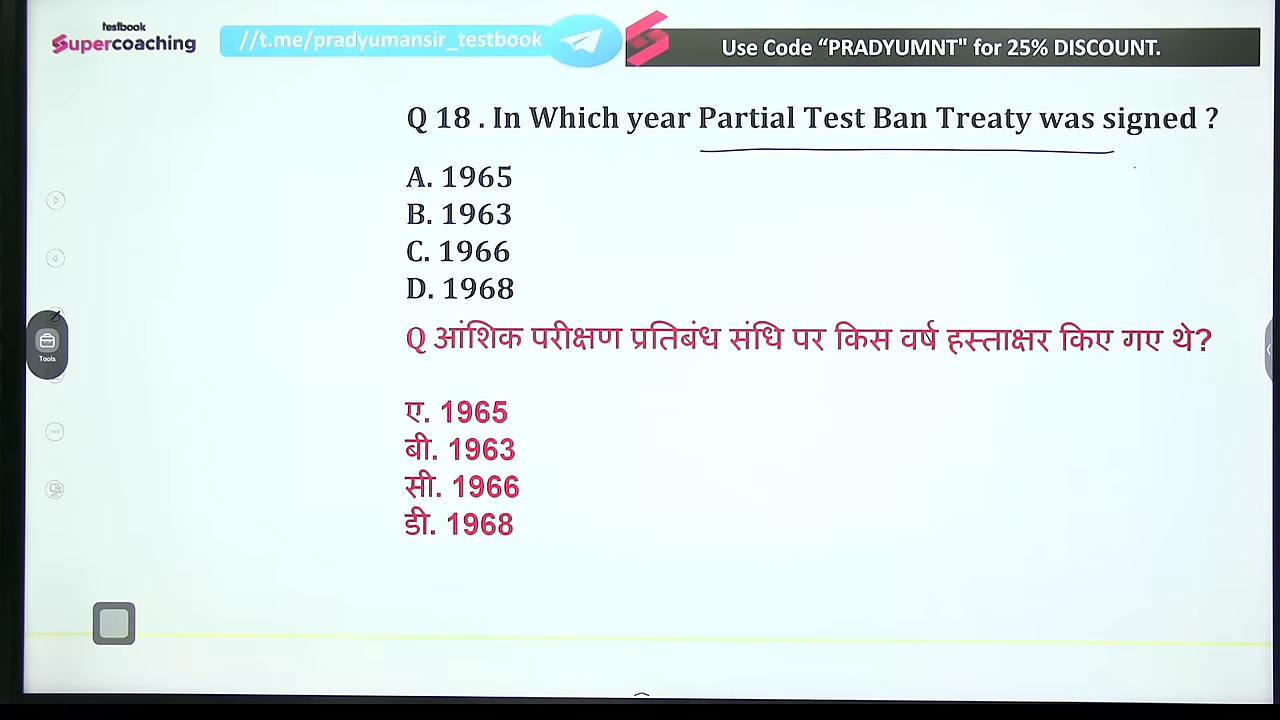 testbook
Supercoaching
//t.me/pradyumansir_testbook
Use Code “PRADYUMNT" for 25% DISCOUNT.
Q 18 . In Which year Partial Test Ban Treaty was signed ?
A. 1965
B. 1963
C. 1966
D. 1968
Q आंशिक परीक्षण प्रतिबंध संधि पर किस वर्ष हस्ताक्षर किए गए थे?
ए. 1965
बी. 1963
सी. 1966
डी. 1968
Tools